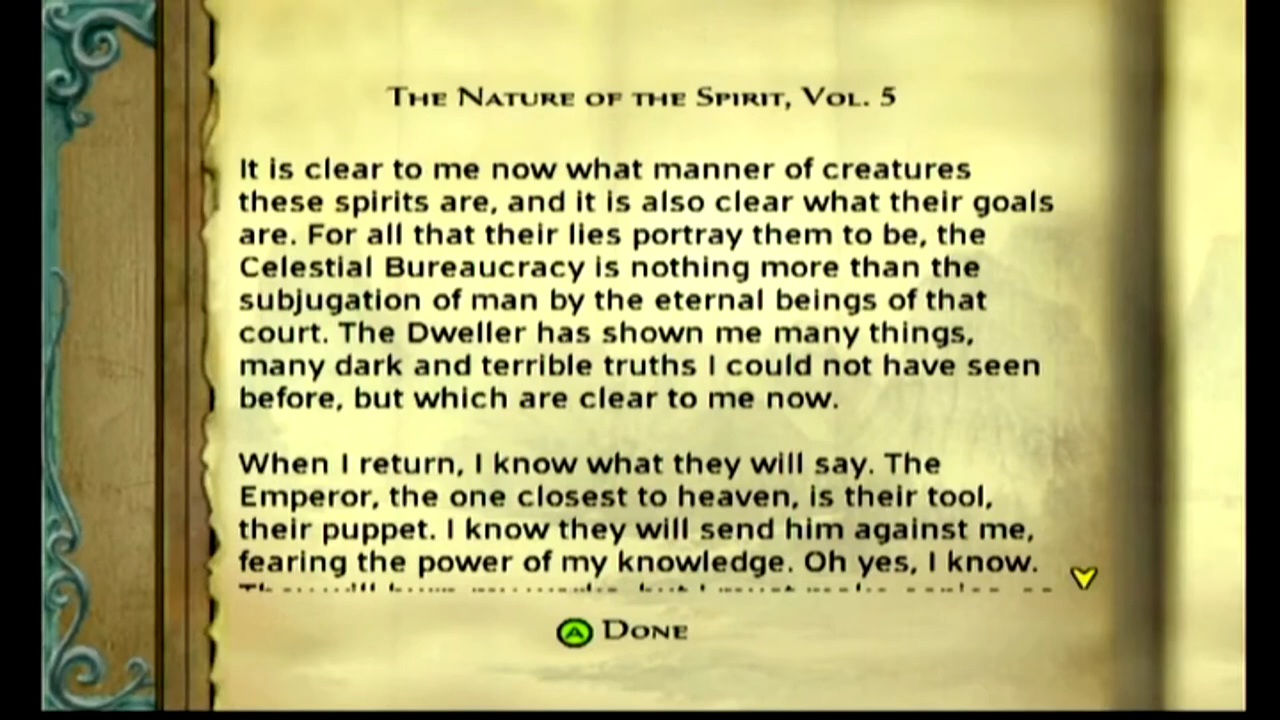 The Nature of the Spirit, Vol. 5
It is clear to me now what manner of creatures
these spirits are, and it is also clear what their goals
are. For all that their lies portray them to be, the
Celestial Bureaucracy is nothing more than the
subjugation of man by the eternal beings of that
court. The Dweller has shown me many things,
many dark and terrible truths I could not have seen
before, but which are clear to me now.
When I return, I know what they will say. The
Emperor, the one closest to heaven, is their tool,
their puppet. I know they will send him against me,
fearing the power of my knowledge. Oh yes, I know.
A Done